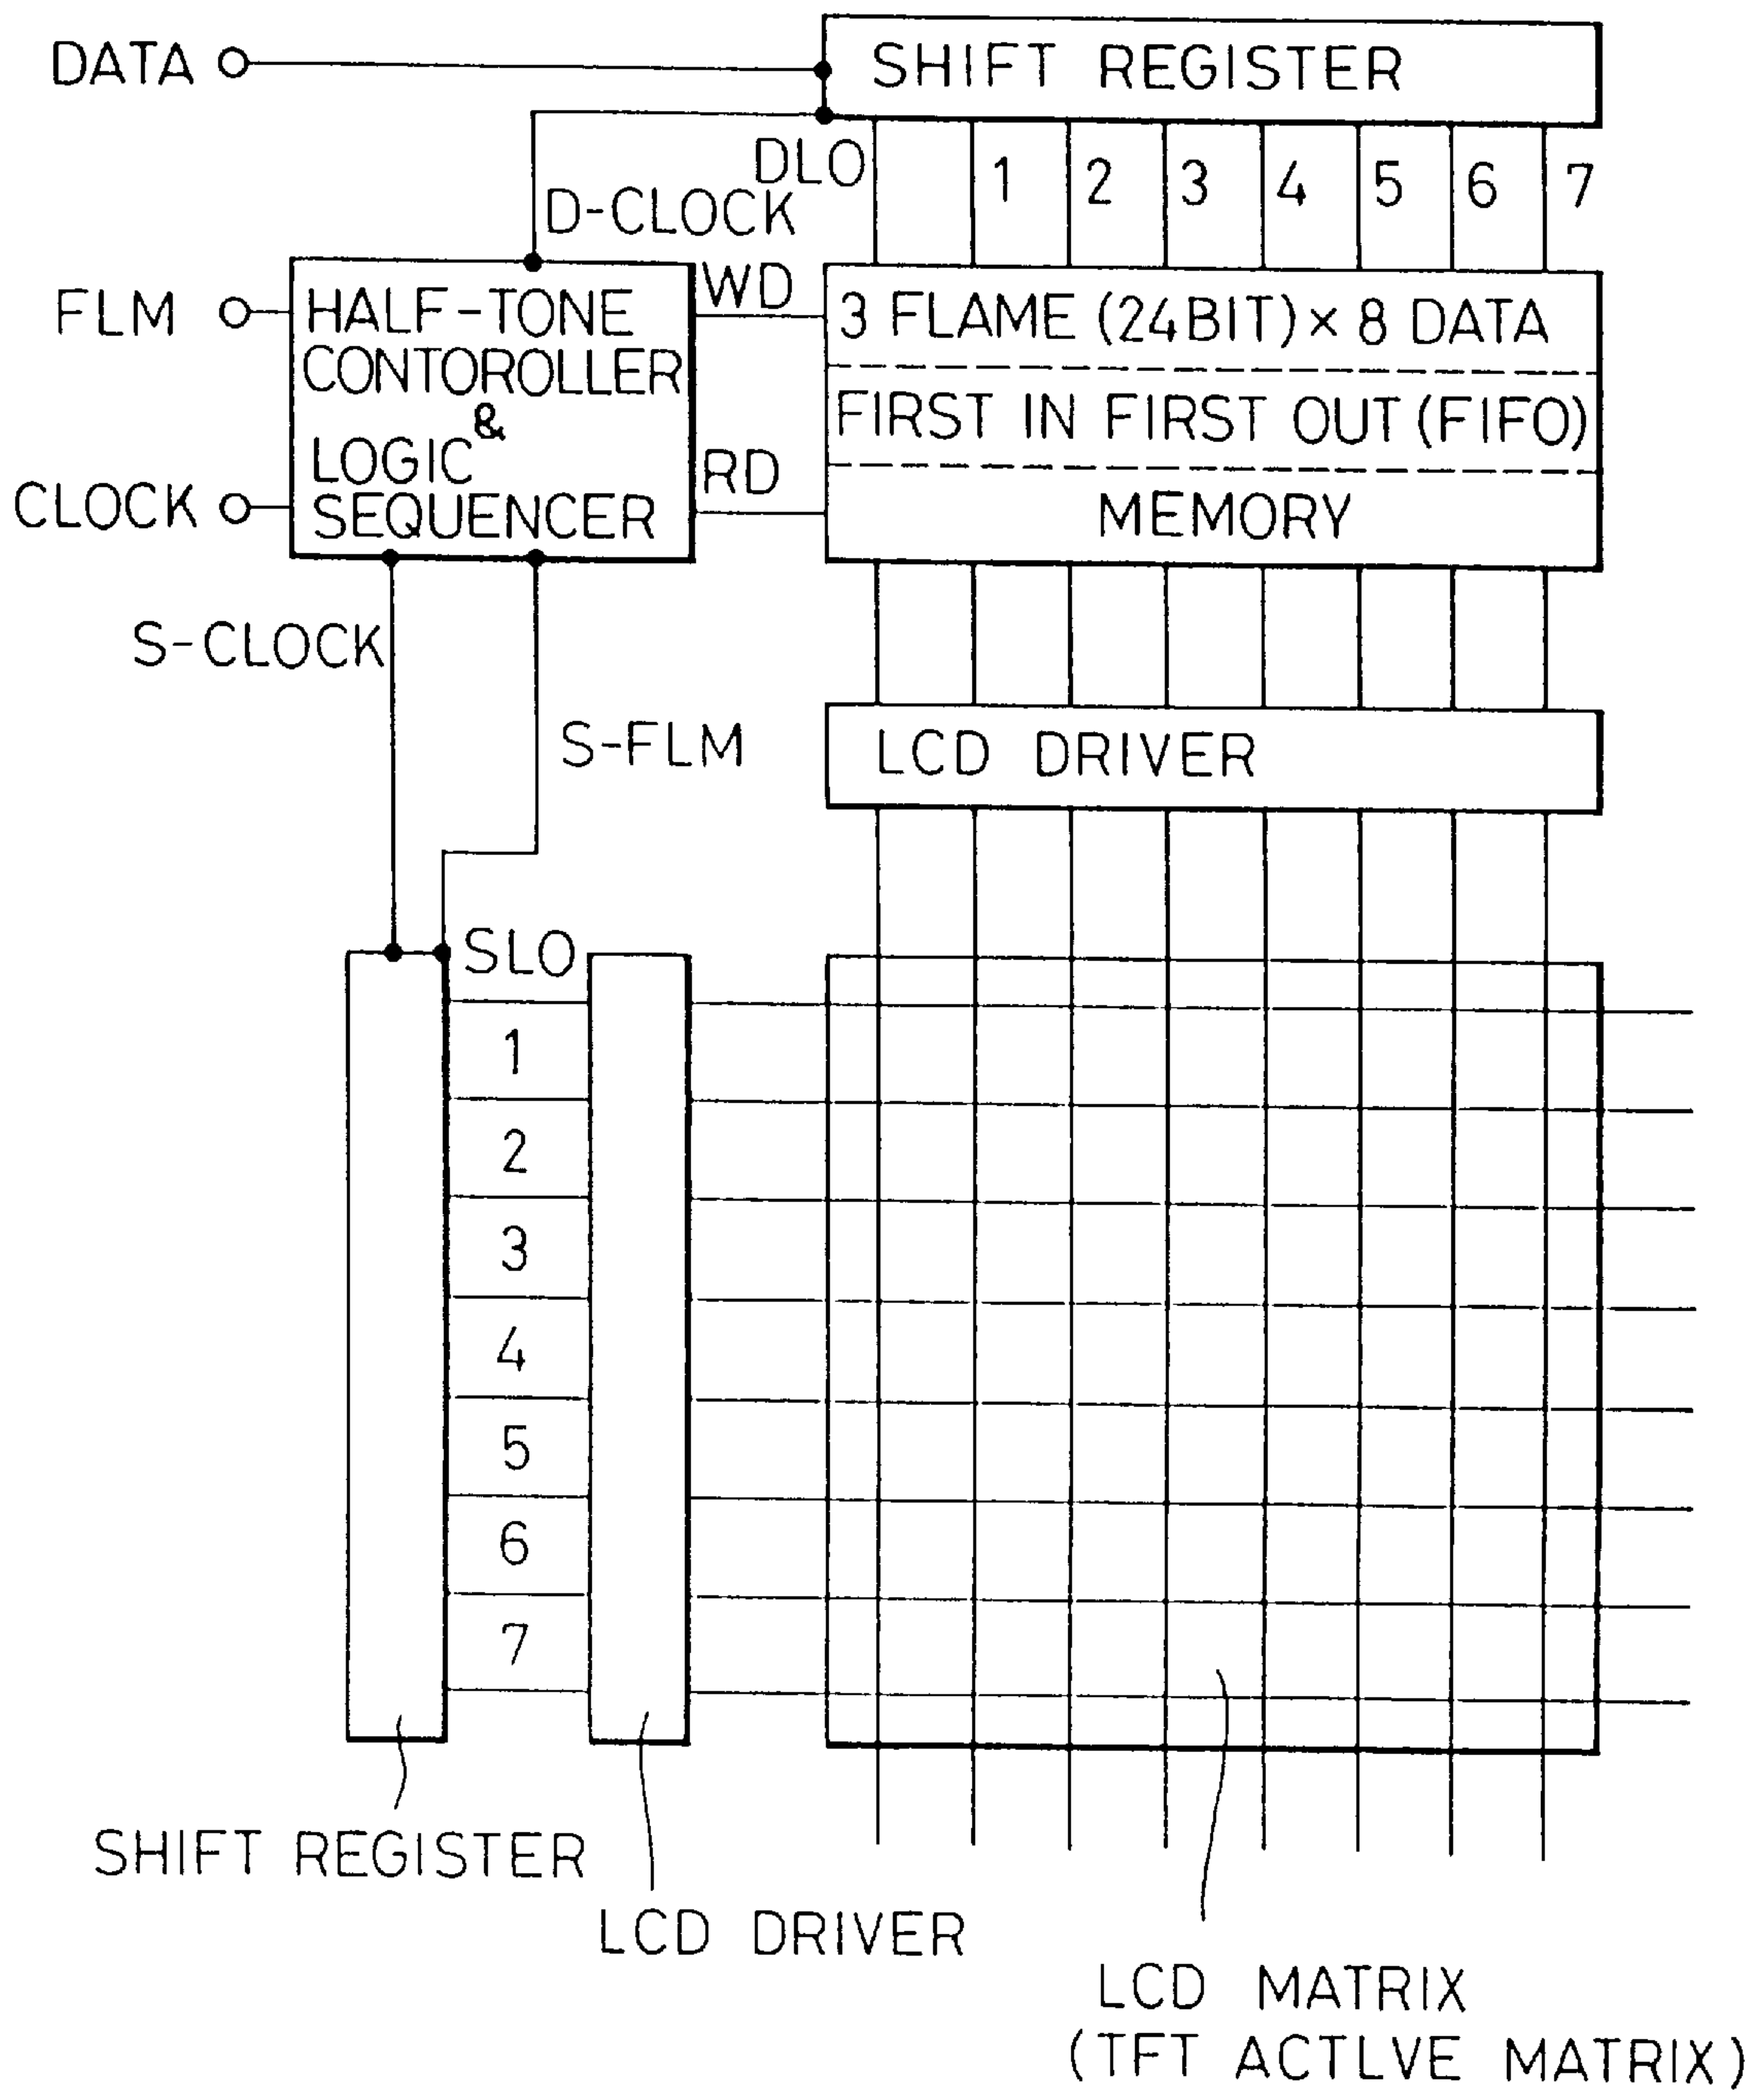 DATA
SHIFT REGISTER
DLO 1 2 3 4 5 6 7
D-CLOCK
FLM
HALF-TONE
CONTOROLLER
&
LOGIC
SEQUENCER
CLOCK
WD
RD
3 FLAME (24BIT) × 8 DATA
FIRST IN FIRST OUT (FIFO)
MEMORY
S-CLOCK
S-FLM
LCD DRIVER
SLO
1
2
3
4
5
6
7
SHIFT REGISTER
LCD DRIVER
LCD MATRIX
(TFT ACTLVE MATRIX)